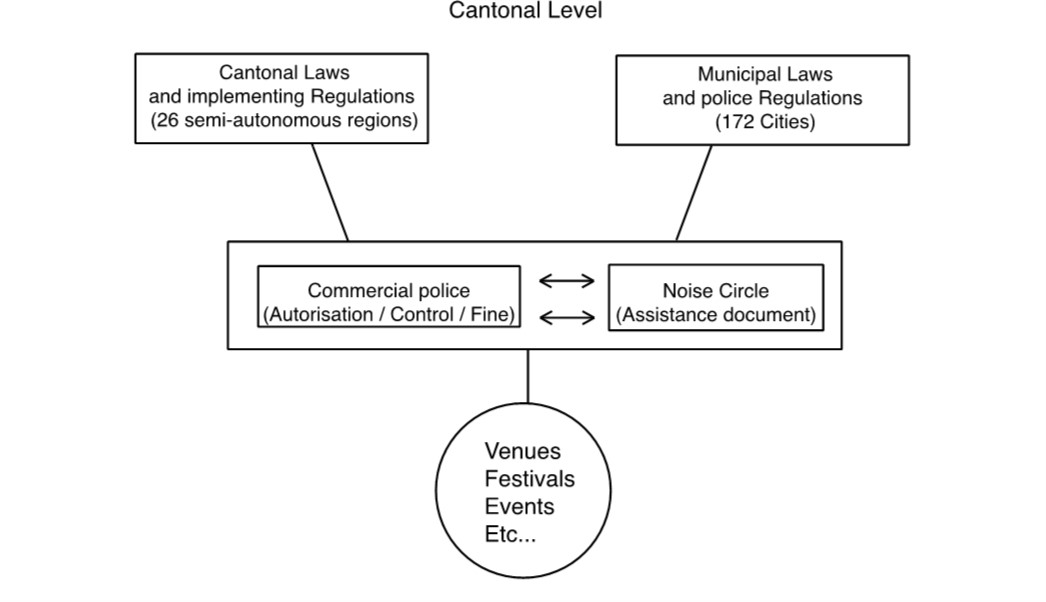 Cantonal Level
Cantonal Laws
and implementing Regulations
(26 semi-autonomous regions)
Municipal Laws
and police Regulations
(172 Cities)
Commercial police
(Autorisation / Control / Fine)
Noise Circle
(Assistance document)
Venues
Festivals
Events
Etc...